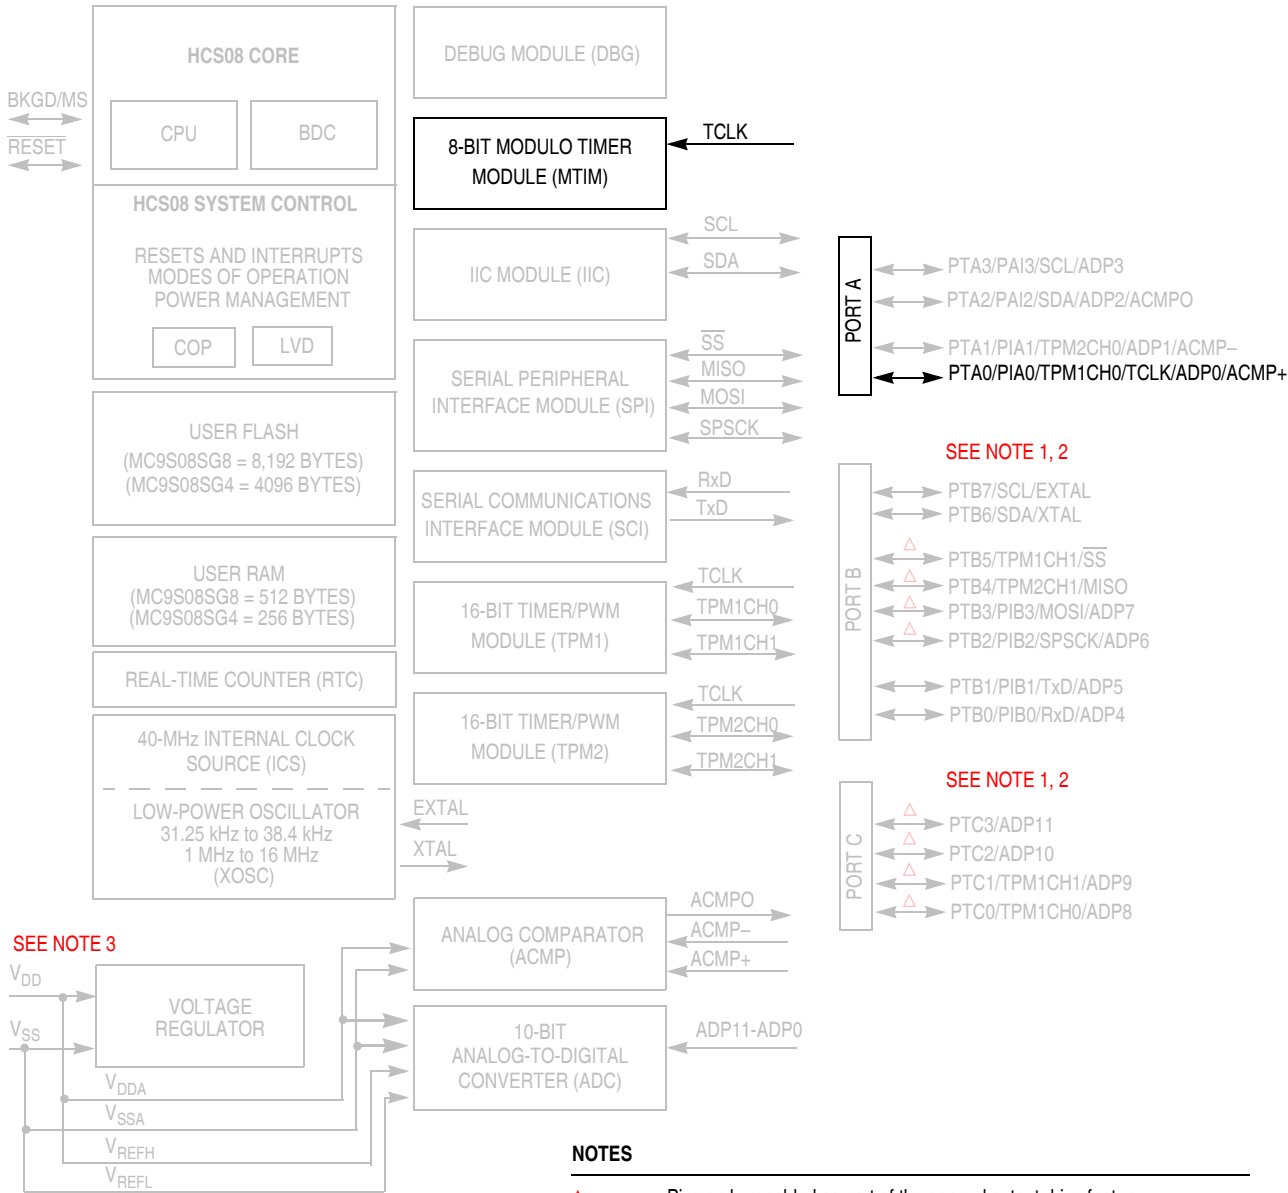 HCS08 CORE
CPU
BDC
BKGD/MS
RESET
HCS08 SYSTEM CONTROL
RESETS AND INTERRUPTS
MODES OF OPERATION
POWER MANAGEMENT
COP
LVD
USER FLASH
(MC9S08SG8 = 8,192 BYTES)
(MC9S08SG4 = 4096 BYTES)
USER RAM
(MC9S08SG8 = 512 BYTES)
(MC9S08SG4 = 256 BYTES)
REAL-TIME COUNTER (RTC)
40-MHz INTERNAL CLOCK
SOURCE (ICS)
LOW-POWER OSCILLATOR
31.25 kHz to 38.4 kHz
1 MHz to 16 MHz
(XOSC)
EXTAL
XTAL
SEE NOTE 3
VDD
VSS
VOLTAGE
REGULATOR
VDDA
VSSA
VREFH
VREFL
DEBUG MODULE (DBG)
8-BIT MODULO TIMER
MODULE (MTIM)
TCLK
IIC MODULE (IIC)
SCL
SDA
SERIAL PERIPHERAL
INTERFACE MODULE (SPI)
SS
MISO
MOSI
SPSCK
SERIAL COMMUNICATIONS
INTERFACE MODULE (SCI)
RxD
TxD
16-BIT TIMER/PWM
MODULE (TPM1)
TCLK
TPM1CH0
TPM1CH1
16-BIT TIMER/PWM
MODULE (TPM2)
TCLK
TPM2CH0
TPM2CH1
ANALOG COMPARATOR
(ACMP)
ACMPO
ACMP–
ACMP+
10-BIT
ANALOG-TO-DIGITAL
CONVERTER (ADC)
ADP11-ADP0
PORT A
PTA3/PAI3/SCL/ADP3
PTA2/PAI2/SDA/ADP2/ACMPO
PTA1/PIA1/TPM2CH0/ADP1/ACMP–
PTA0/PIA0/TPM1CH0/TCLK/ADP0/ACMP+
SEE NOTE 1, 2
PORT B
PTB7/SCL/EXTAL
PTB6/SDA/XTAL
PTB5/TPM1CH1/SS
PTB4/TPM2CH1/MISO
PTB3/PIB3/MOSI/ADP7
PTB2/PIB2/SPSCK/ADP6
PTB1/PIB1/TxD/ADP5
PTB0/PIB0/RxD/ADP4
SEE NOTE 1, 2
PORT C
PTC3/ADP11
PTC2/ADP10
PTC1/TPM1CH1/ADP9
PTC0/TPM1CH0/ADP8
NOTES